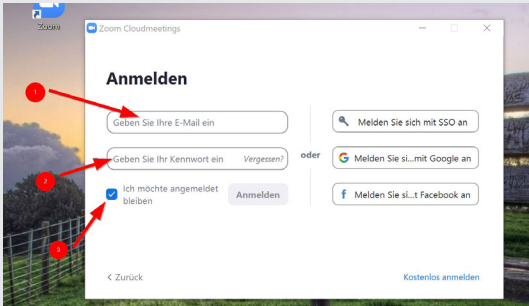 Zoom
Zoom Cloudmeetings
Anmelden
1
Geben Sie Ihre E-Mail ein
Melden Sie sich mit SSO an
2
Geben Sie Ihr Kennwort ein Vergessen?
oder
G Melden Sie si...mit Google an
3
Ich möchte angemeldet
bleiben
Anmelden
f Melden Sie si...t Facebook an
< Zurück
Kostenlos anmelden